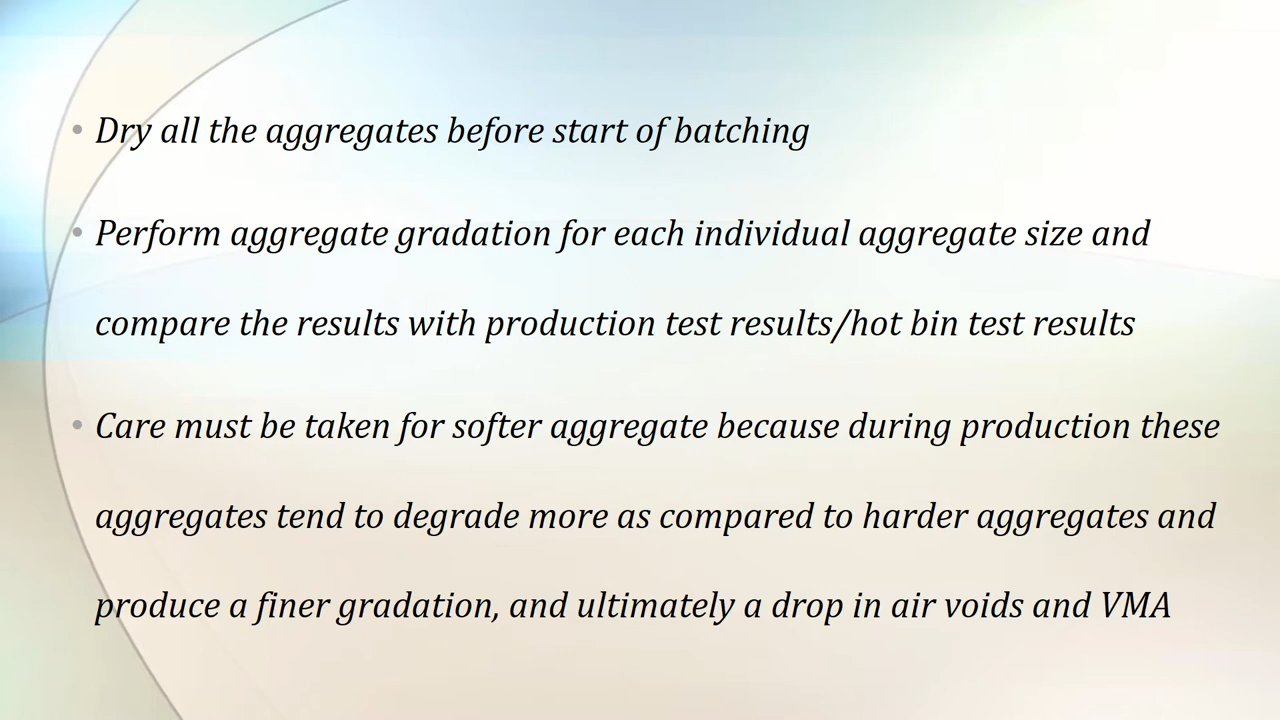 • Dry all the aggregates before start of batching
• Perform aggregate gradation for each individual aggregate size and
compare the results with production test results/hot bin test results
• Care must be taken for softer aggregate because during production these
aggregates tend to degrade more as compared to harder aggregates and
produce a finer gradation, and ultimately a drop in air voids and VMA